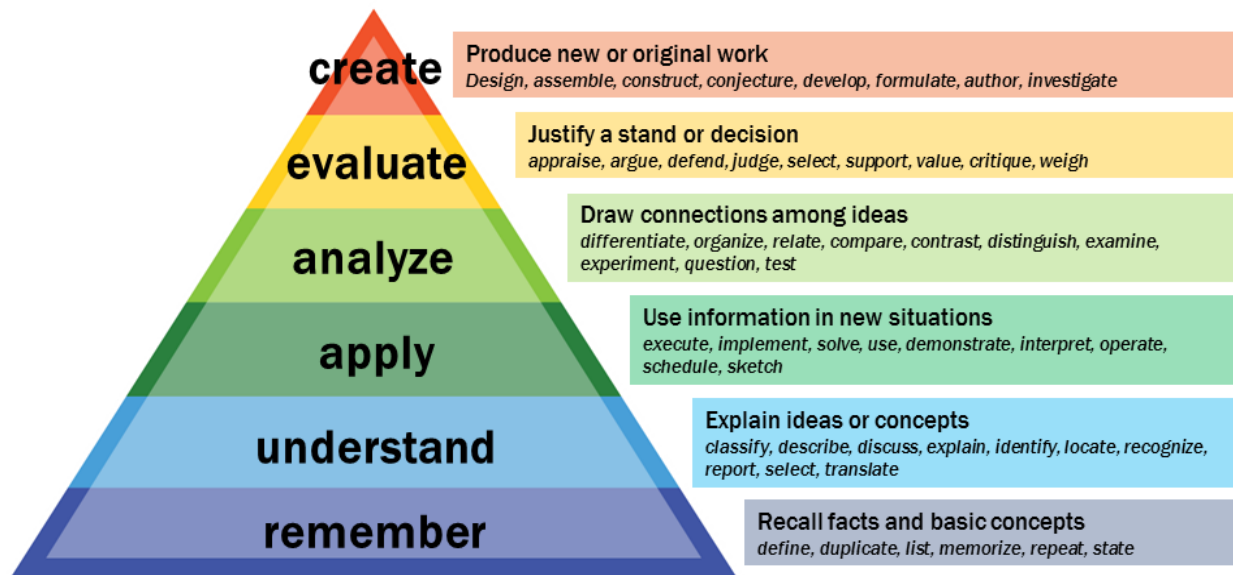 create
Produce new or original work
Design, assemble, construct, conjecture, develop, formulate, author, investigate
evaluate
Justify a stand or decision
appraise, argue, defend, judge, select, support, value, critique, weigh
analyze
Draw connections among ideas
differentiate, organize, relate, compare, contrast, distinguish, examine,
experiment, question, test
apply
Use information in new situations
execute, implement, solve, use, demonstrate, interpret, operate,
schedule, sketch
understand
Explain ideas or concepts
classify, describe, discuss, explain, identify, locate, recognize,
report, select, translate
remember
Recall facts and basic concepts
define, duplicate, list, memorize, repeat, state